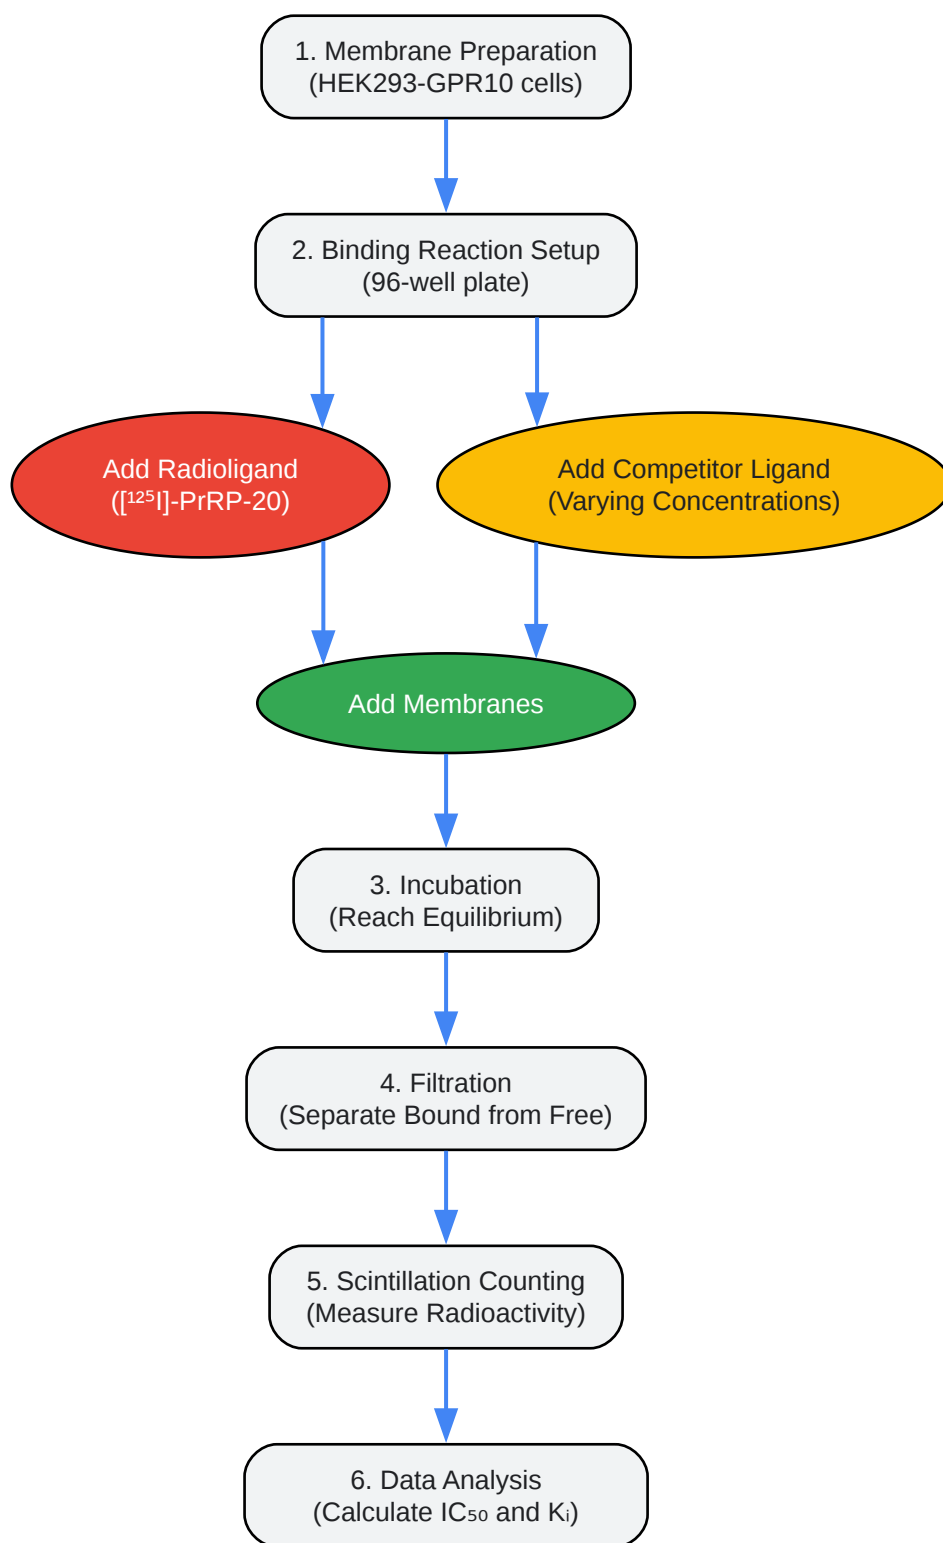 1. Membrane Preparation
(HEK293-GPR10 cells)
2. Binding Reaction Setup
(96-well plate)
Add Radioligand
([¹²⁵I]-PrRP-20)
Add Competitor Ligand
(Varying Concentrations)
Add Membranes
3. Incubation
(Reach Equilibrium)
4. Filtration
(Separate Bound from Free)
5. Scintillation Counting
(Measure Radioactivity)
6. Data Analysis
(Calculate IC₅₀ and Kᵢ)